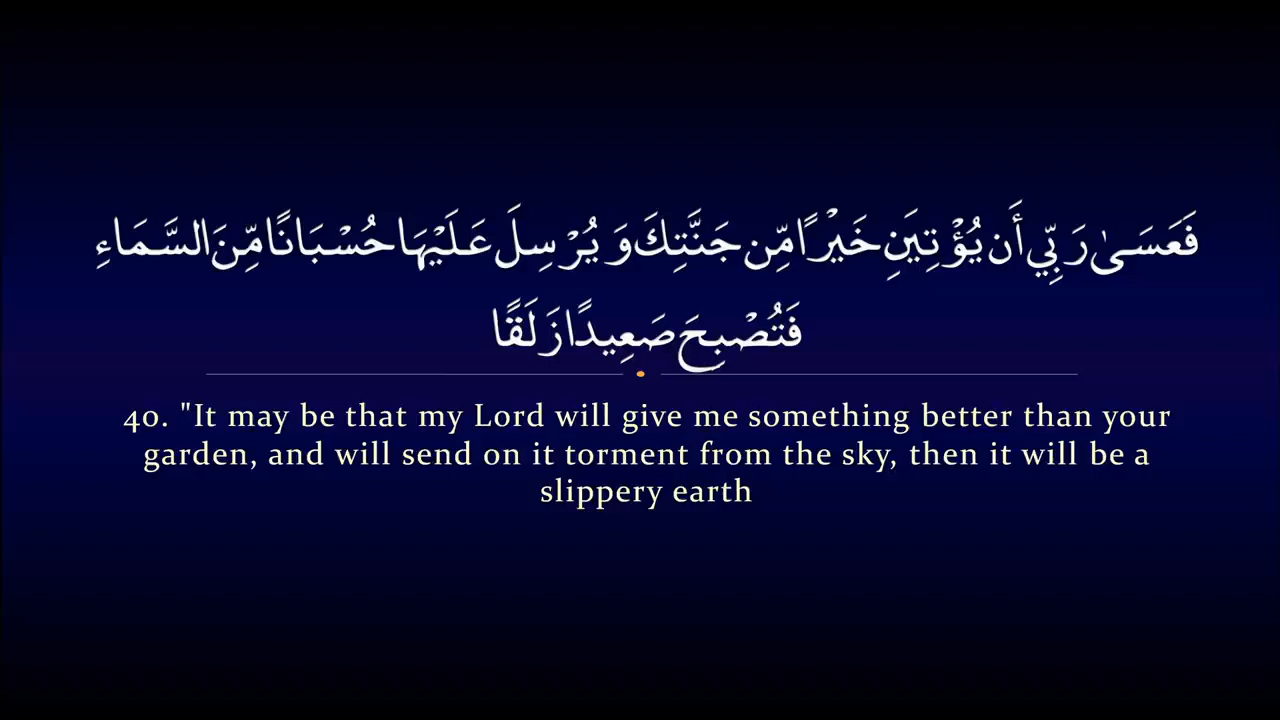 فَعَسَىٰ رَبِّي أَن يُؤْتِيَنِ خَيْرًا مِّن جَنَّتِكَ وَيُرْسِلَ عَلَيْهَا حُسْبَانًا مِّنَ السَّمَاءِ
فَتُصْبِحَ صَعِيدًا زَلَقًا
40. "It may be that my Lord will give me something better than your
garden, and will send on it torment from the sky, then it will be a
slippery earth